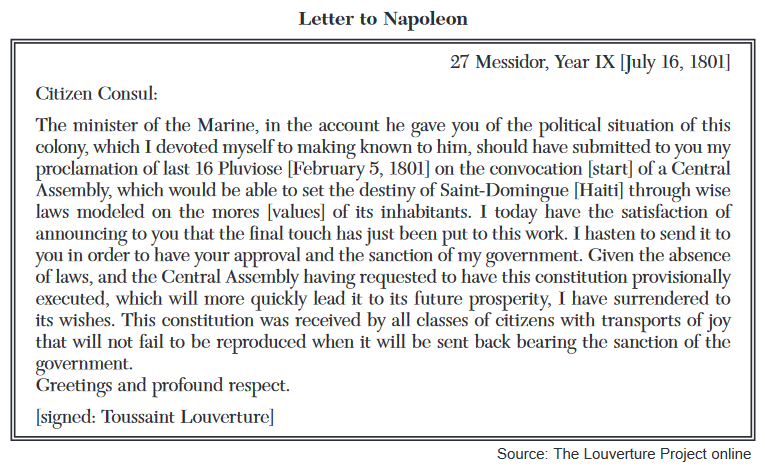 Letter to Napoleon
27 Messidor, Year IX [July 16, 1801]
Citizen Consul:
The minister of the Marine, in the account he gave you of the political situation of this
colony, which I devoted myself to making known to him, should have submitted to you my
proclamation of last 16 Pluviose [February 5, 1801] on the convocation [start] of a Central
Assembly, which would be able to set the destiny of Saint-Domingue [Haiti] through wise
laws modeled on the mores [values] of its inhabitants. I today have the satisfaction of
announcing to you that the final touch has just been put to this work. I hasten to send it to
you in order to have your approval and the sanction of my government. Given the absence
of laws, and the Central Assembly having requested to have this constitution provisionally
executed, which will more quickly lead it to its future prosperity, I have surrendered to
its wishes. This constitution was received by all classes of citizens with transports of joy
that will not fail to be reproduced when it will be sent back bearing the sanction of the
government.
Greetings and profound respect.
[signed: Toussaint Louverture]
Source: The Louverture Project online